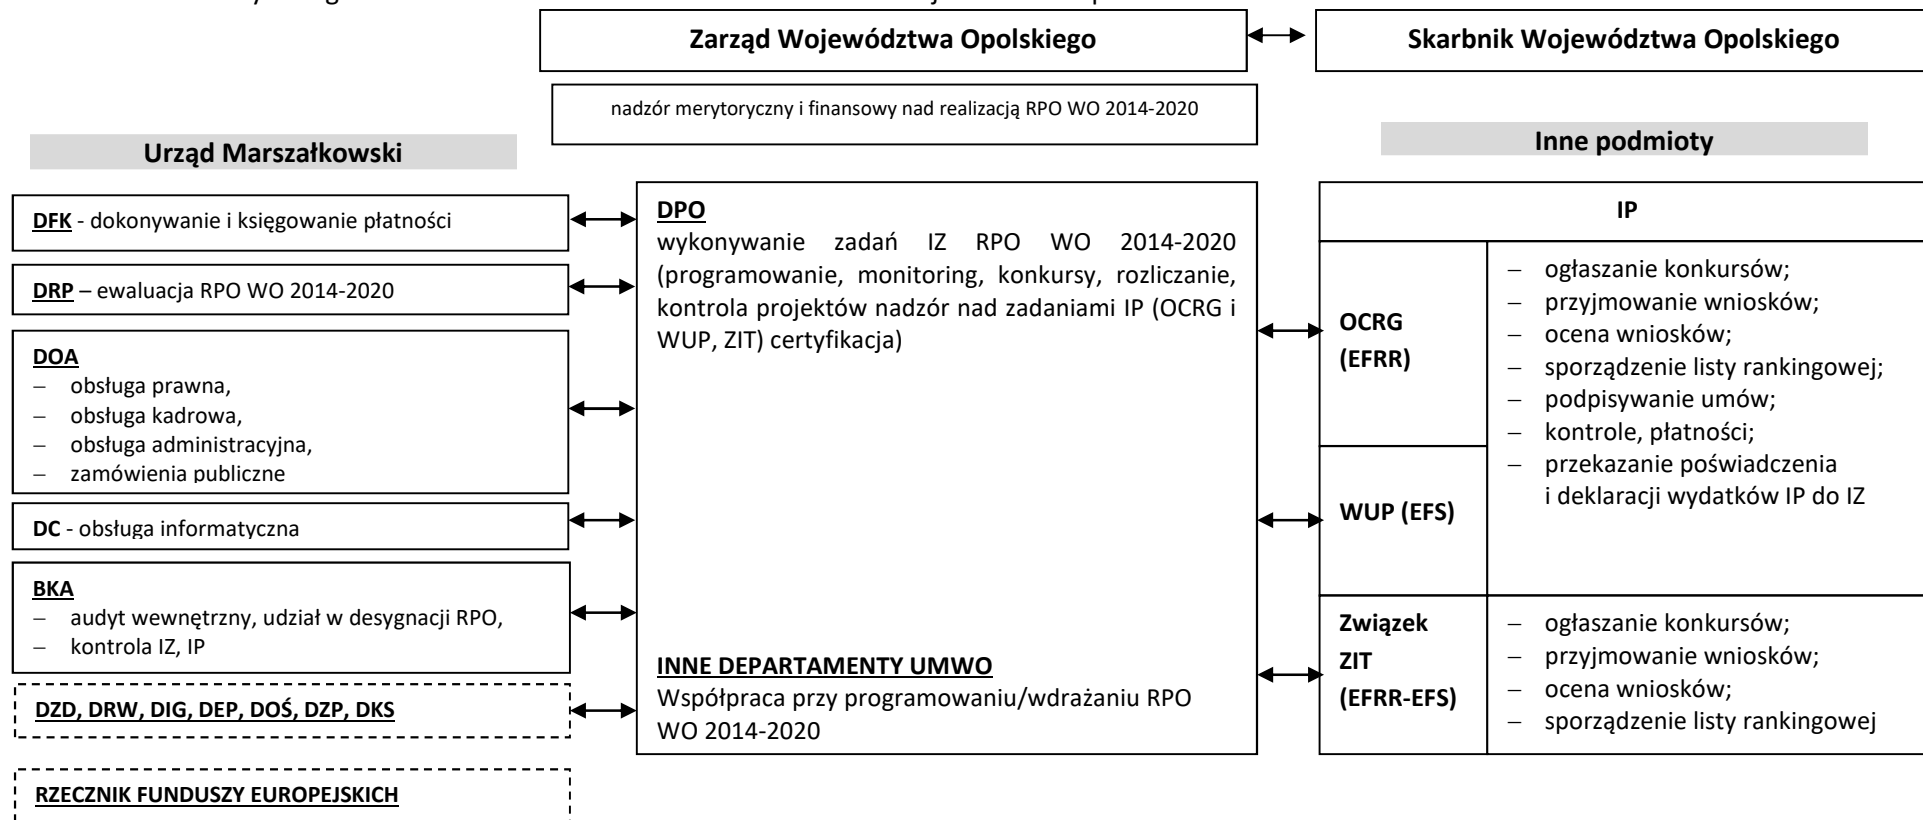 Zarząd Województwa Opolskiego
Skarbnik Województwa Opolskiego
nadzór merytoryczny i finansowy nad realizacją RPO WO 2014-2020
Urząd Marszałkowski
Inne podmioty
DFK - dokonywanie i księgowanie płatności
DRP – ewaluacja RPO WO 2014-2020
DOA
– obsługa prawna,
– obsługa kadrowa,
– obsługa administracyjna,
– zamówienia publiczne
DC - obsługa informatyczna
BKA
– audyt wewnętrzny, udział w desygnacji RPO,
– kontrola IZ, IP
DZD, DRW, DIG, DEP, DOŚ, DZP, DKS
RZECZNIK FUNDUSZY EUROPEJSKICH
DPO
wykonywanie zadań IZ RPO WO 2014-2020
(programowanie, monitoring, konkursy, rozliczanie,
kontrola projektów nadzór nad zadaniami IP (OCRG i
WUP, ZIT) certyfikacja)
INNE DEPARTAMENTY UMWO
Współpraca przy programowaniu/wdrażaniu RPO
WO 2014-2020
IP
OCRG
(EFRR)
WUP (EFS)
– ogłaszanie konkursów;
– przyjmowanie wniosków;
– ocena wniosków;
– sporządzenie listy rankingowej;
– podpisywanie umów;
– kontrole, płatności;
– przekazanie poświadczenia
i deklaracji wydatków IP do IZ
Związek
ZIT
(EFRR-EFS)
– ogłaszanie konkursów;
– przyjmowanie wniosków;
– ocena wniosków;
– sporządzenie listy rankingowej